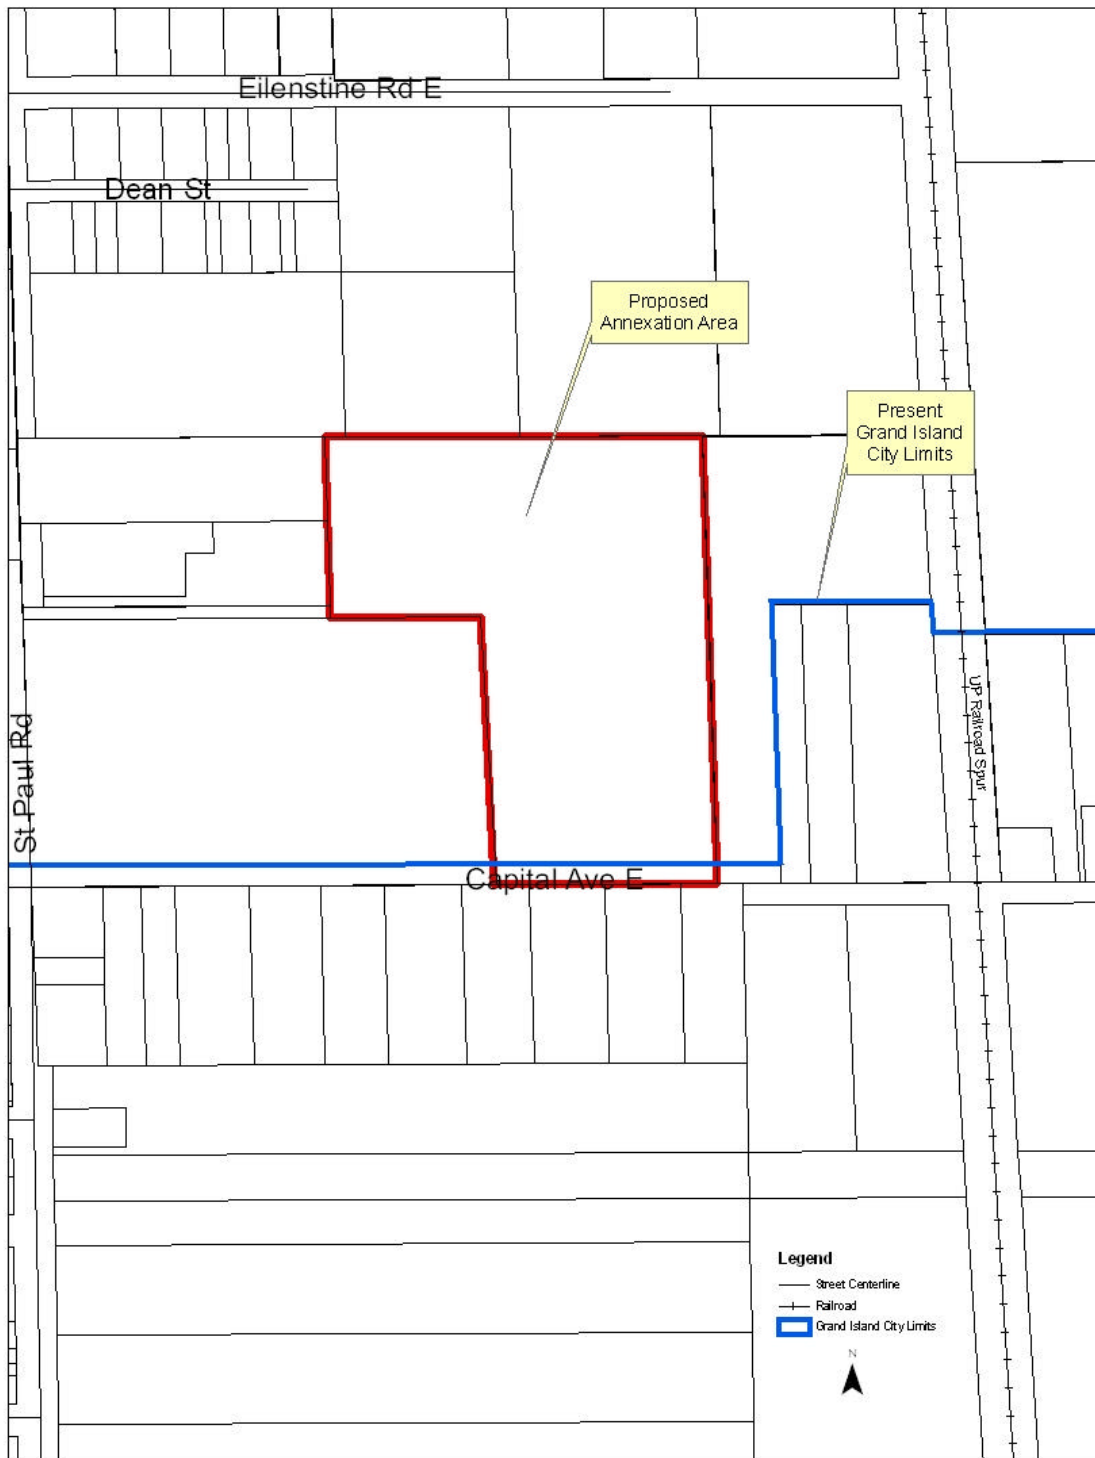 Eilenstine Rd E
Dean St
Proposed
Annexation Area
Present
Grand Island
City Limits
UP Railroad Spur
St Paul Rd
Capital Ave E
Legend
Street Centerline
Railroad
Grand Island City Limits
N